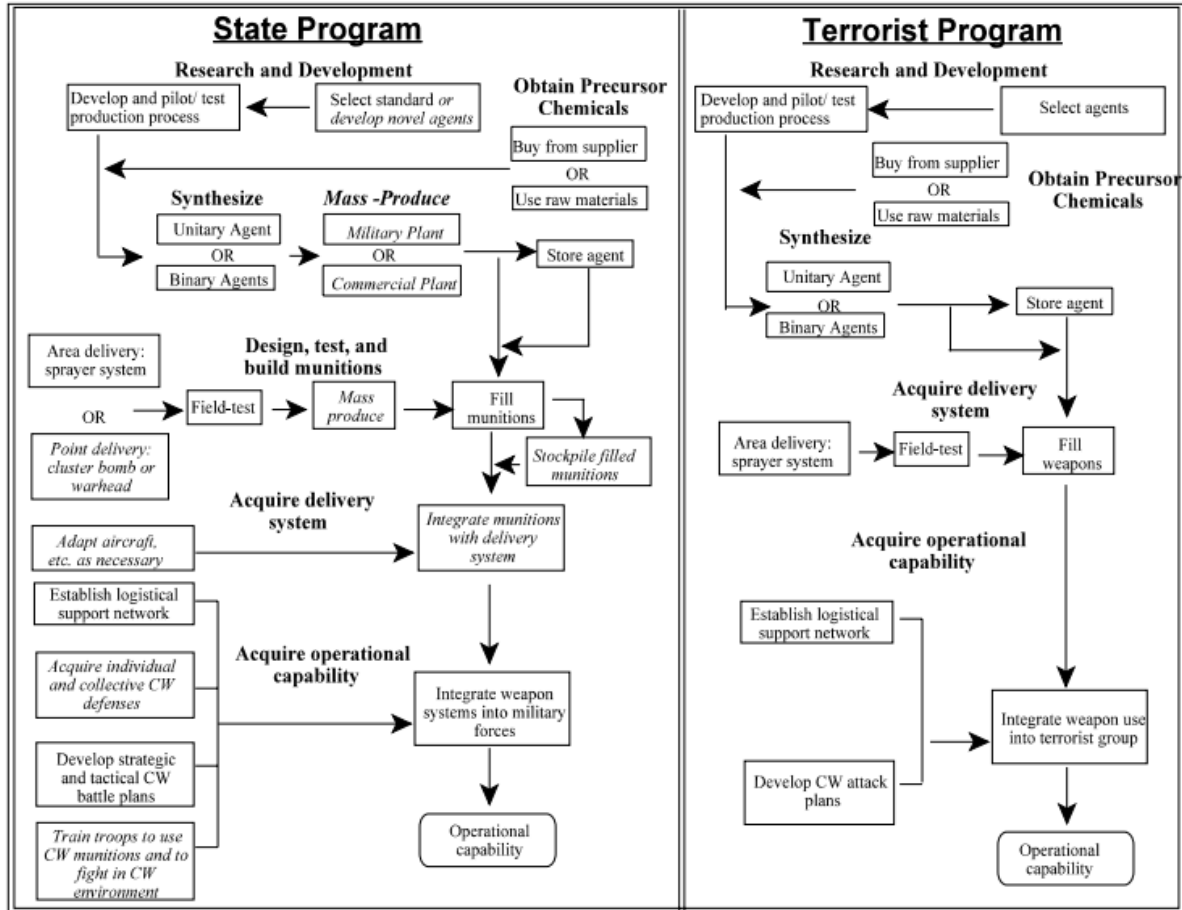 State Program
Research and Development
Develop and pilot/ test
production process
Select standard or
develop novel agents
Obtain Precursor
Chemicals
Buy from supplier
OR
Use raw materials
Synthesize
Unitary Agent
OR
Binary Agents
Mass -Produce
Military Plant
OR
Commercial Plant
Store agent
Area delivery:
sprayer system
OR
Point delivery:
cluster bomb or
warhead
Design, test, and
build munitions
Field-test
Mass
produce
Fill
munitions
Stockpile filled
munitions
Acquire delivery
system
Adapt aircraft,
etc. as necessary
Integrate munitions
with delivery
system
Establish logistical
support network
Acquire individual
and collective CW
defenses
Develop strategic
and tactical CW
battle plans
Train troops to use
CW munitions and to
fight in CW
environment
Acquire operational
capability
Integrate weapon
systems into military
forces
Operational
capability
Terrorist Program
Research and Development
Develop and pilot/ test
production process
Select agents
Buy from supplier
OR
Use raw materials
Obtain Precursor
Chemicals
Synthesize
Unitary Agent
OR
Binary Agents
Store agent
Acquire delivery
system
Area delivery:
sprayer system
Field-test
Fill
weapons
Acquire operational
capability
Establish logistical
support network
Develop CW attack
plans
Integrate weapon use
into terrorist group
Operational
capability